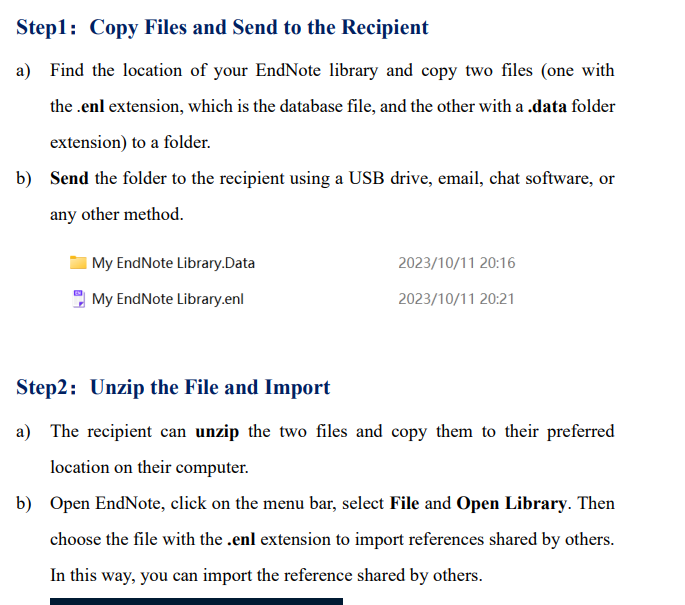 Step1：Copy Files and Send to the Recipient
a) Find the location of your EndNote library and copy two files (one with
the .enl extension, which is the database file, and the other with a .data folder
extension) to a folder.
b) Send the folder to the recipient using a USB drive, email, chat software, or
any other method.
My EndNote Library.Data 2023/10/11 20:16
My EndNote Library.enl 2023/10/11 20:21
Step2：Unzip the File and Import
a) The recipient can unzip the two files and copy them to their preferred
location on their computer.
b) Open EndNote, click on the menu bar, select File and Open Library. Then
choose the file with the .enl extension to import references shared by others.
In this way, you can import the reference shared by others.